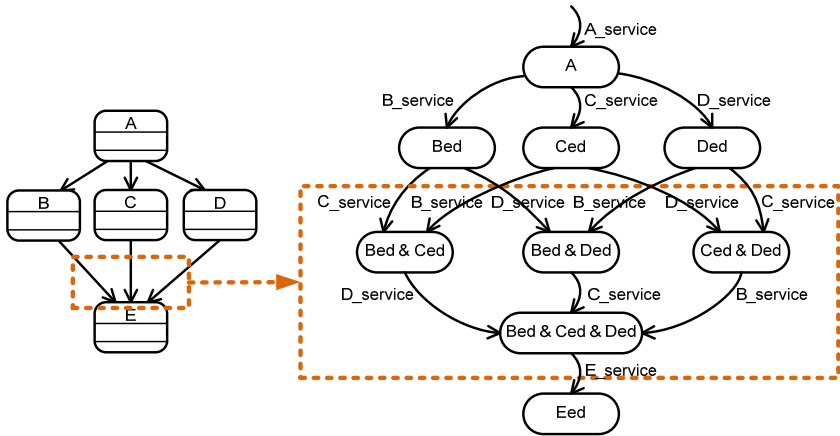 A
B
C
D
E
A_service
A
B_service
C_service
D_service
Bed
Ced
Ded
C_service
B_service
D_service
B_service
D_service
C_service
Bed & Ced
Bed & Ded
Ced & Ded
D_service
C_service
B_service
Bed & Ced & Ded
E_service
Eed